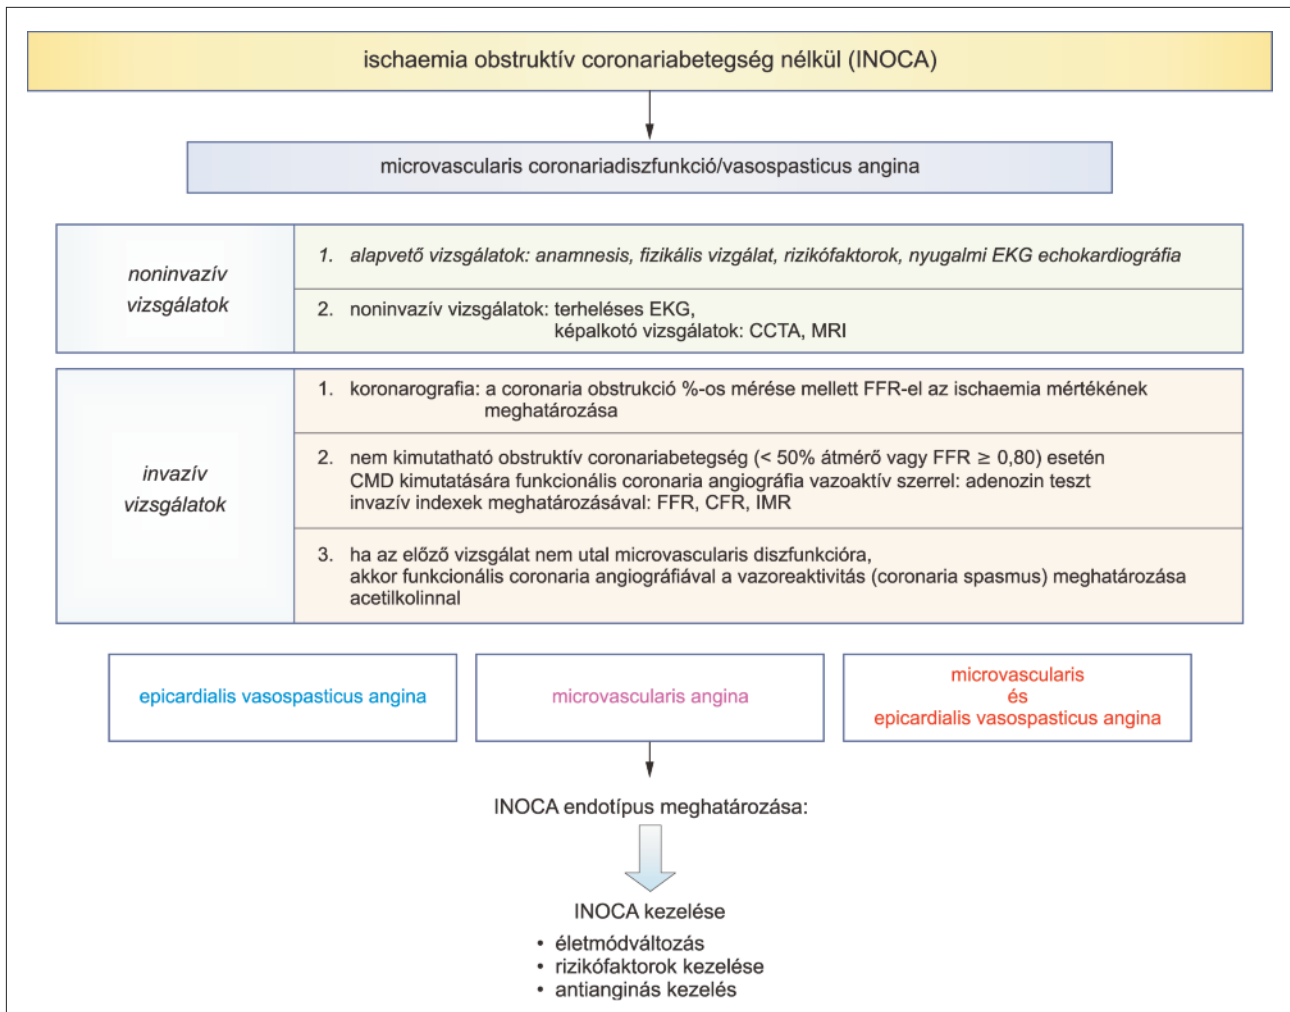 ischaemia obstruktív coronariabetegség nélkül (INOCA)
microvascularis coronariadiszfunkció/vasospasticus angina
noninvazív
vizsgálatok
1. alapvető vizsgálatok: anamnesis, fizikális vizgálat, rizikófaktorok, nyugalmi EKG echokardiográfia
2. noninvazív vizsgálatok: terheléses EKG,
képalkotó vizsgálatok: CCTA, MRI
invazív
vizsgálatok
1. koronarografia: a coronaria obstrukció %-os mérése mellett FFR-el az ischaemia mértékének
meghatározása
2. nem kimutatható obstruktív coronariabetegség (< 50% átmérő vagy FFR ≥ 0,80) esetén
CMD kimutatására funkcionális coronaria angiográfia vazoaktív szerrel: adenozin teszt
invazív indexek meghatározásával: FFR, CFR, IMR
3. ha az előző vizsgálat nem utal microvascularis diszfunkcióra,
akkor funkcionális coronaria angiográfiával a vazoreaktivitás (coronaria spasmus) meghatározása
acetilkolinnal
epicardialis vasospasticus angina
microvascularis angina
microvascularis
és
epicardialis vasospasticus angina
INOCA endotípus meghatározása:
INOCA kezelése
• életmódváltozás
• rizikófaktorok kezelése
• antianginás kezelés